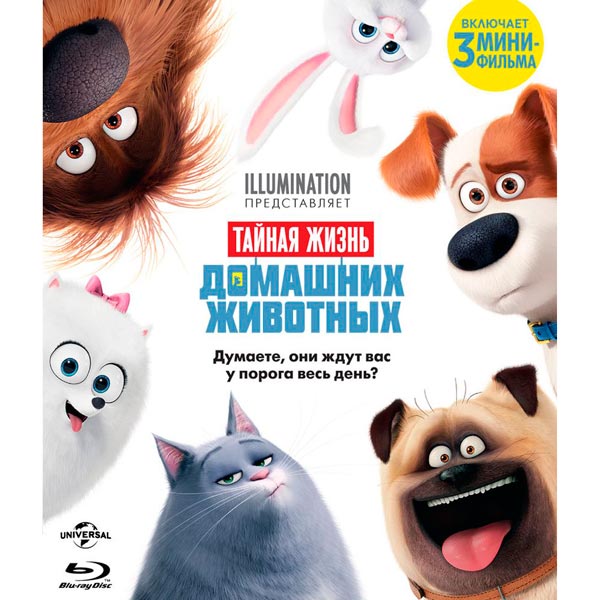 ВКЛЮЧАЕТ
3 МИНИ-
ФИЛЬМА
ILLUMINATION
ПРЕДСТАВЛЯЕТ
ТАЙНАЯ ЖИЗНЬ
ДОМАШНИХ
ЖИВОТНЫХ
Думаете, они ждут вас
у порога весь день?
UNIVERSAL
Blu-ray Disc